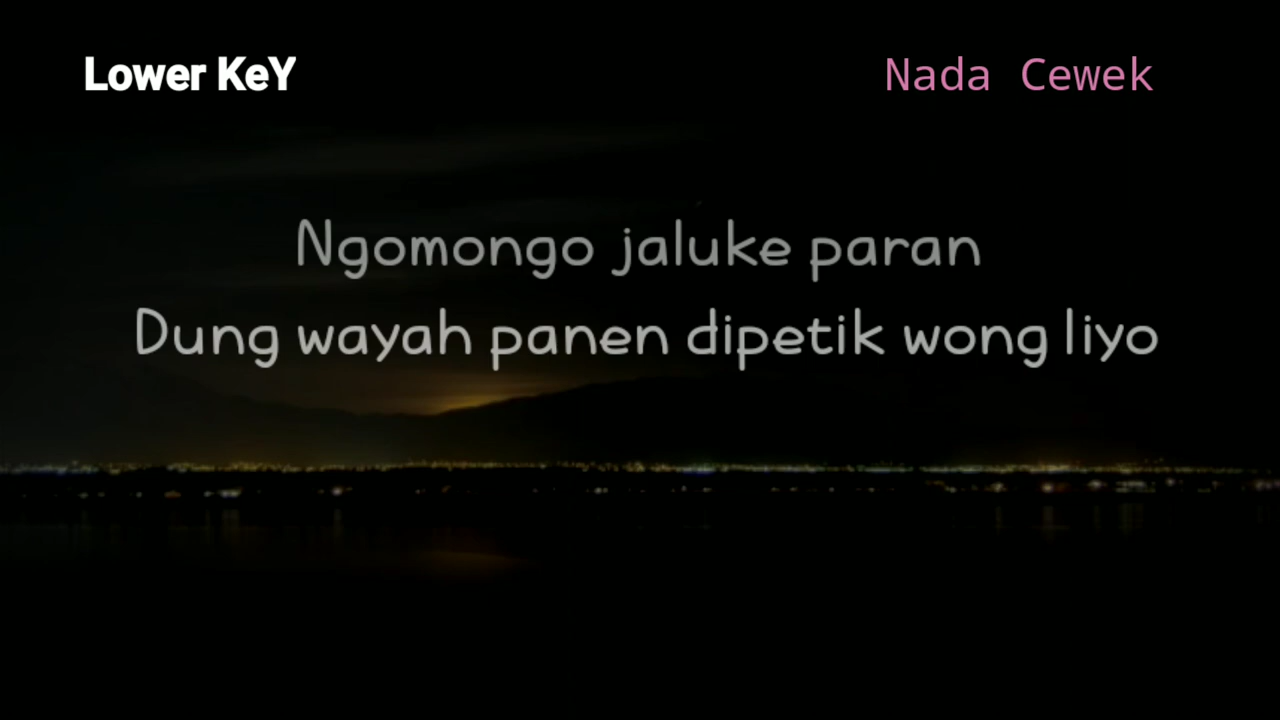 Lower KeY
Nada Cewek
Ngomongo jaluke paran
Dung wayah panen dipetik wong liyo